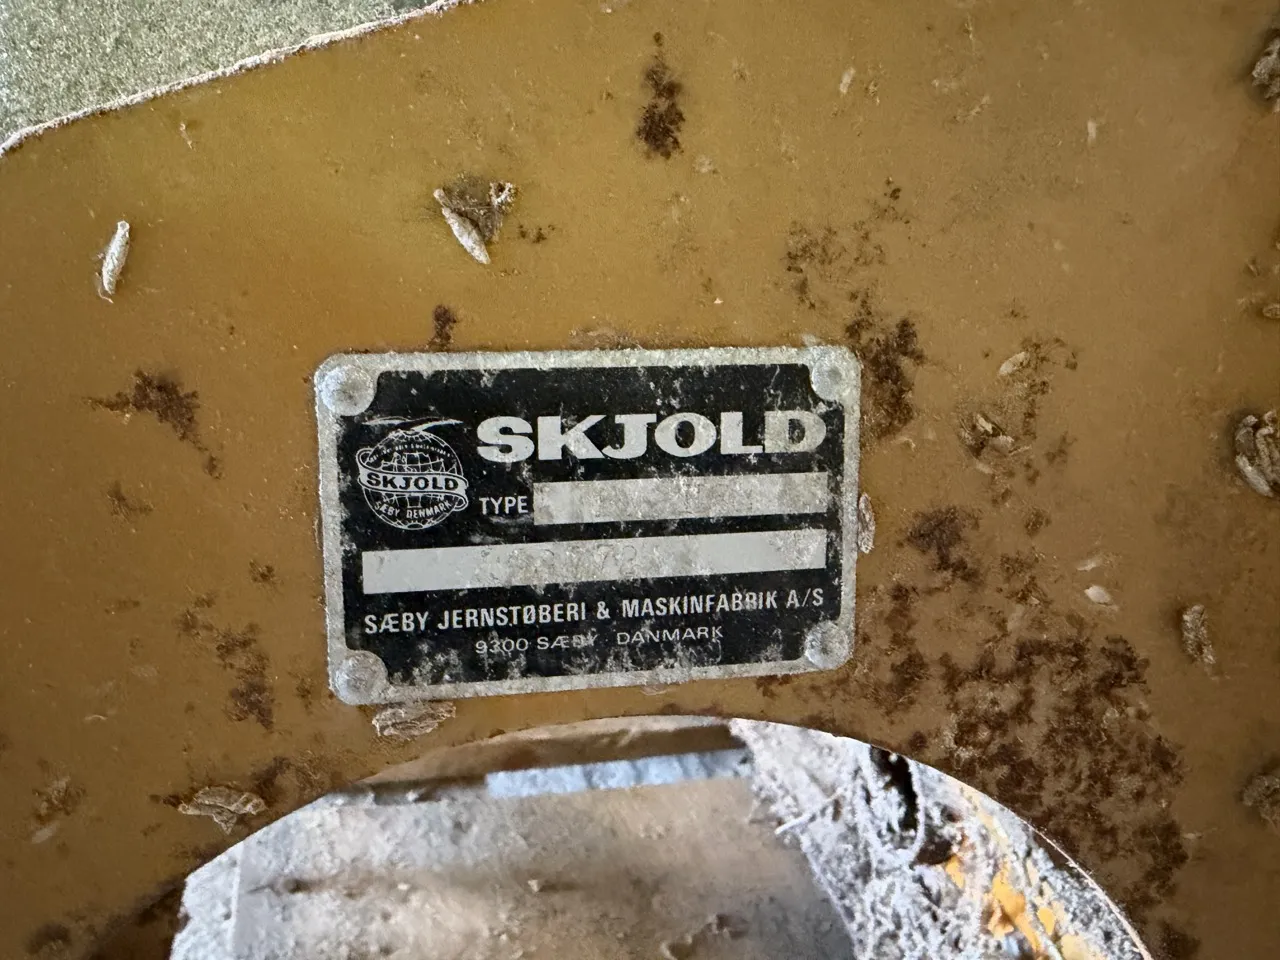 SKJOLD
SKJOLD
SÆBY DENMARK
TYPE
SÆBY JERNSTØBERI & MASKINFABRIK A/S
9300 SÆBY DANMARK